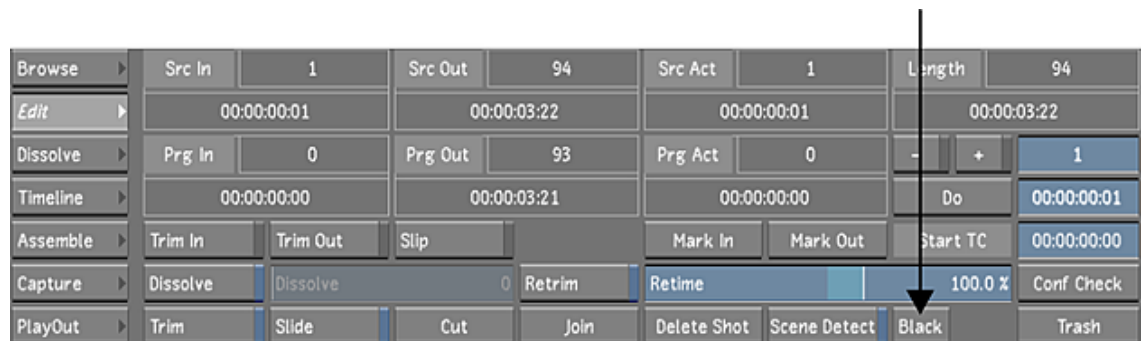 Browse Src In 1 Src Out 94 Src Act 1 Length 94
Edit 00:00:00:01 00:00:03:22 00:00:00:01 00:00:03:22
Dissolve Prg In 0 Prg Out 93 Prg Act 0 - + 1
Timeline 00:00:00:00 00:00:03:21 00:00:00:00 Do 00:00:00:01
Assemble Trim In Trim Out Slip Mark In Mark Out Start TC 00:00:00:00
Capture Dissolve Dissolve 0 Retrim Retime 100.0 % Conf Check
PlayOut Trim Slide Cut Join Delete Shot Scene Detect Black Trash